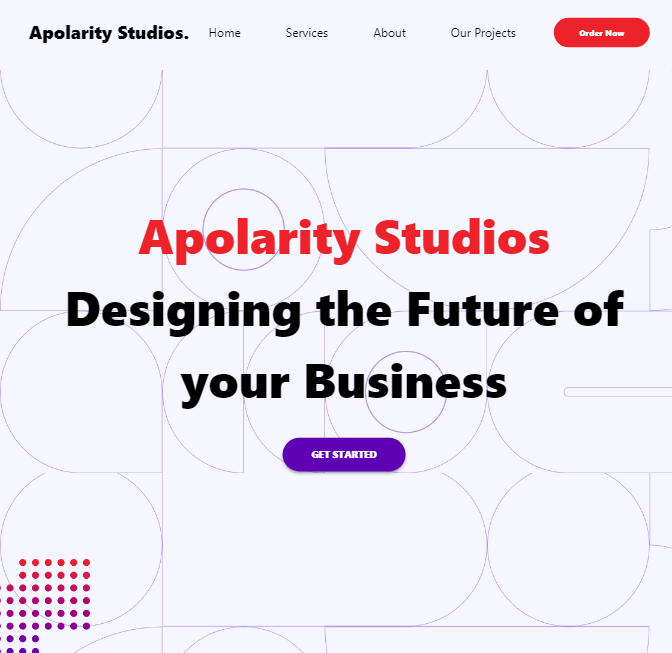 Apolarity Studios. Home Services About Our Projects Order Now
Apolarity Studios
Designing the Future of
your Business
GET STARTED